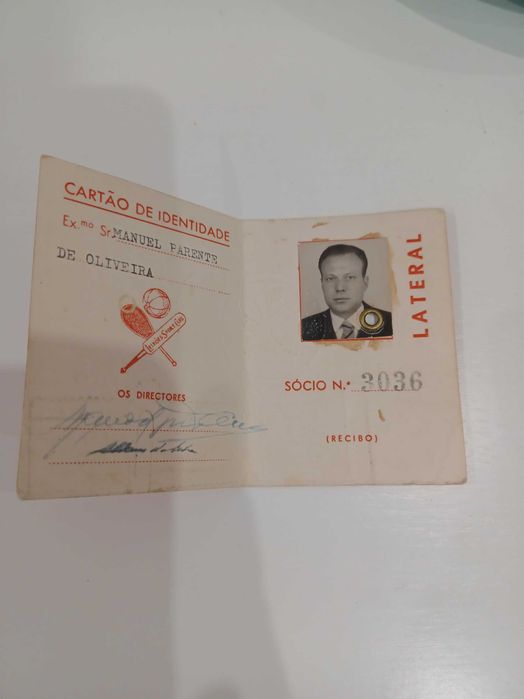 CARTÃO DE IDENTIDADE
Ex.mo Sr. MANUEL PARENTE
DE OLIVEIRA
OS DIRECTORES
LATERAL
SÓCIO N.º 3036
(RECIBO)